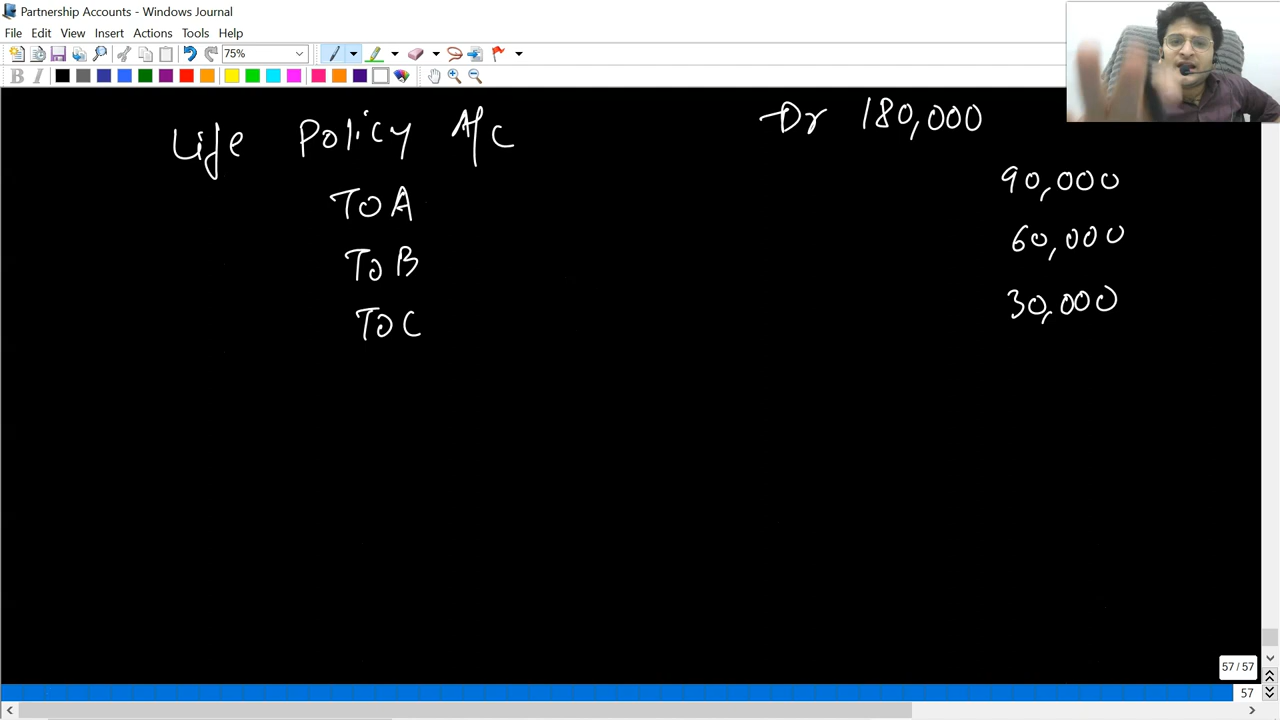 Partnership Accounts - Windows Journal
File Edit View Insert Actions Tools Help
75%
B I
Life Policy A/C Dr 180,000
To A 90,000
To B 60,000
To C 30,000
57 / 57
57